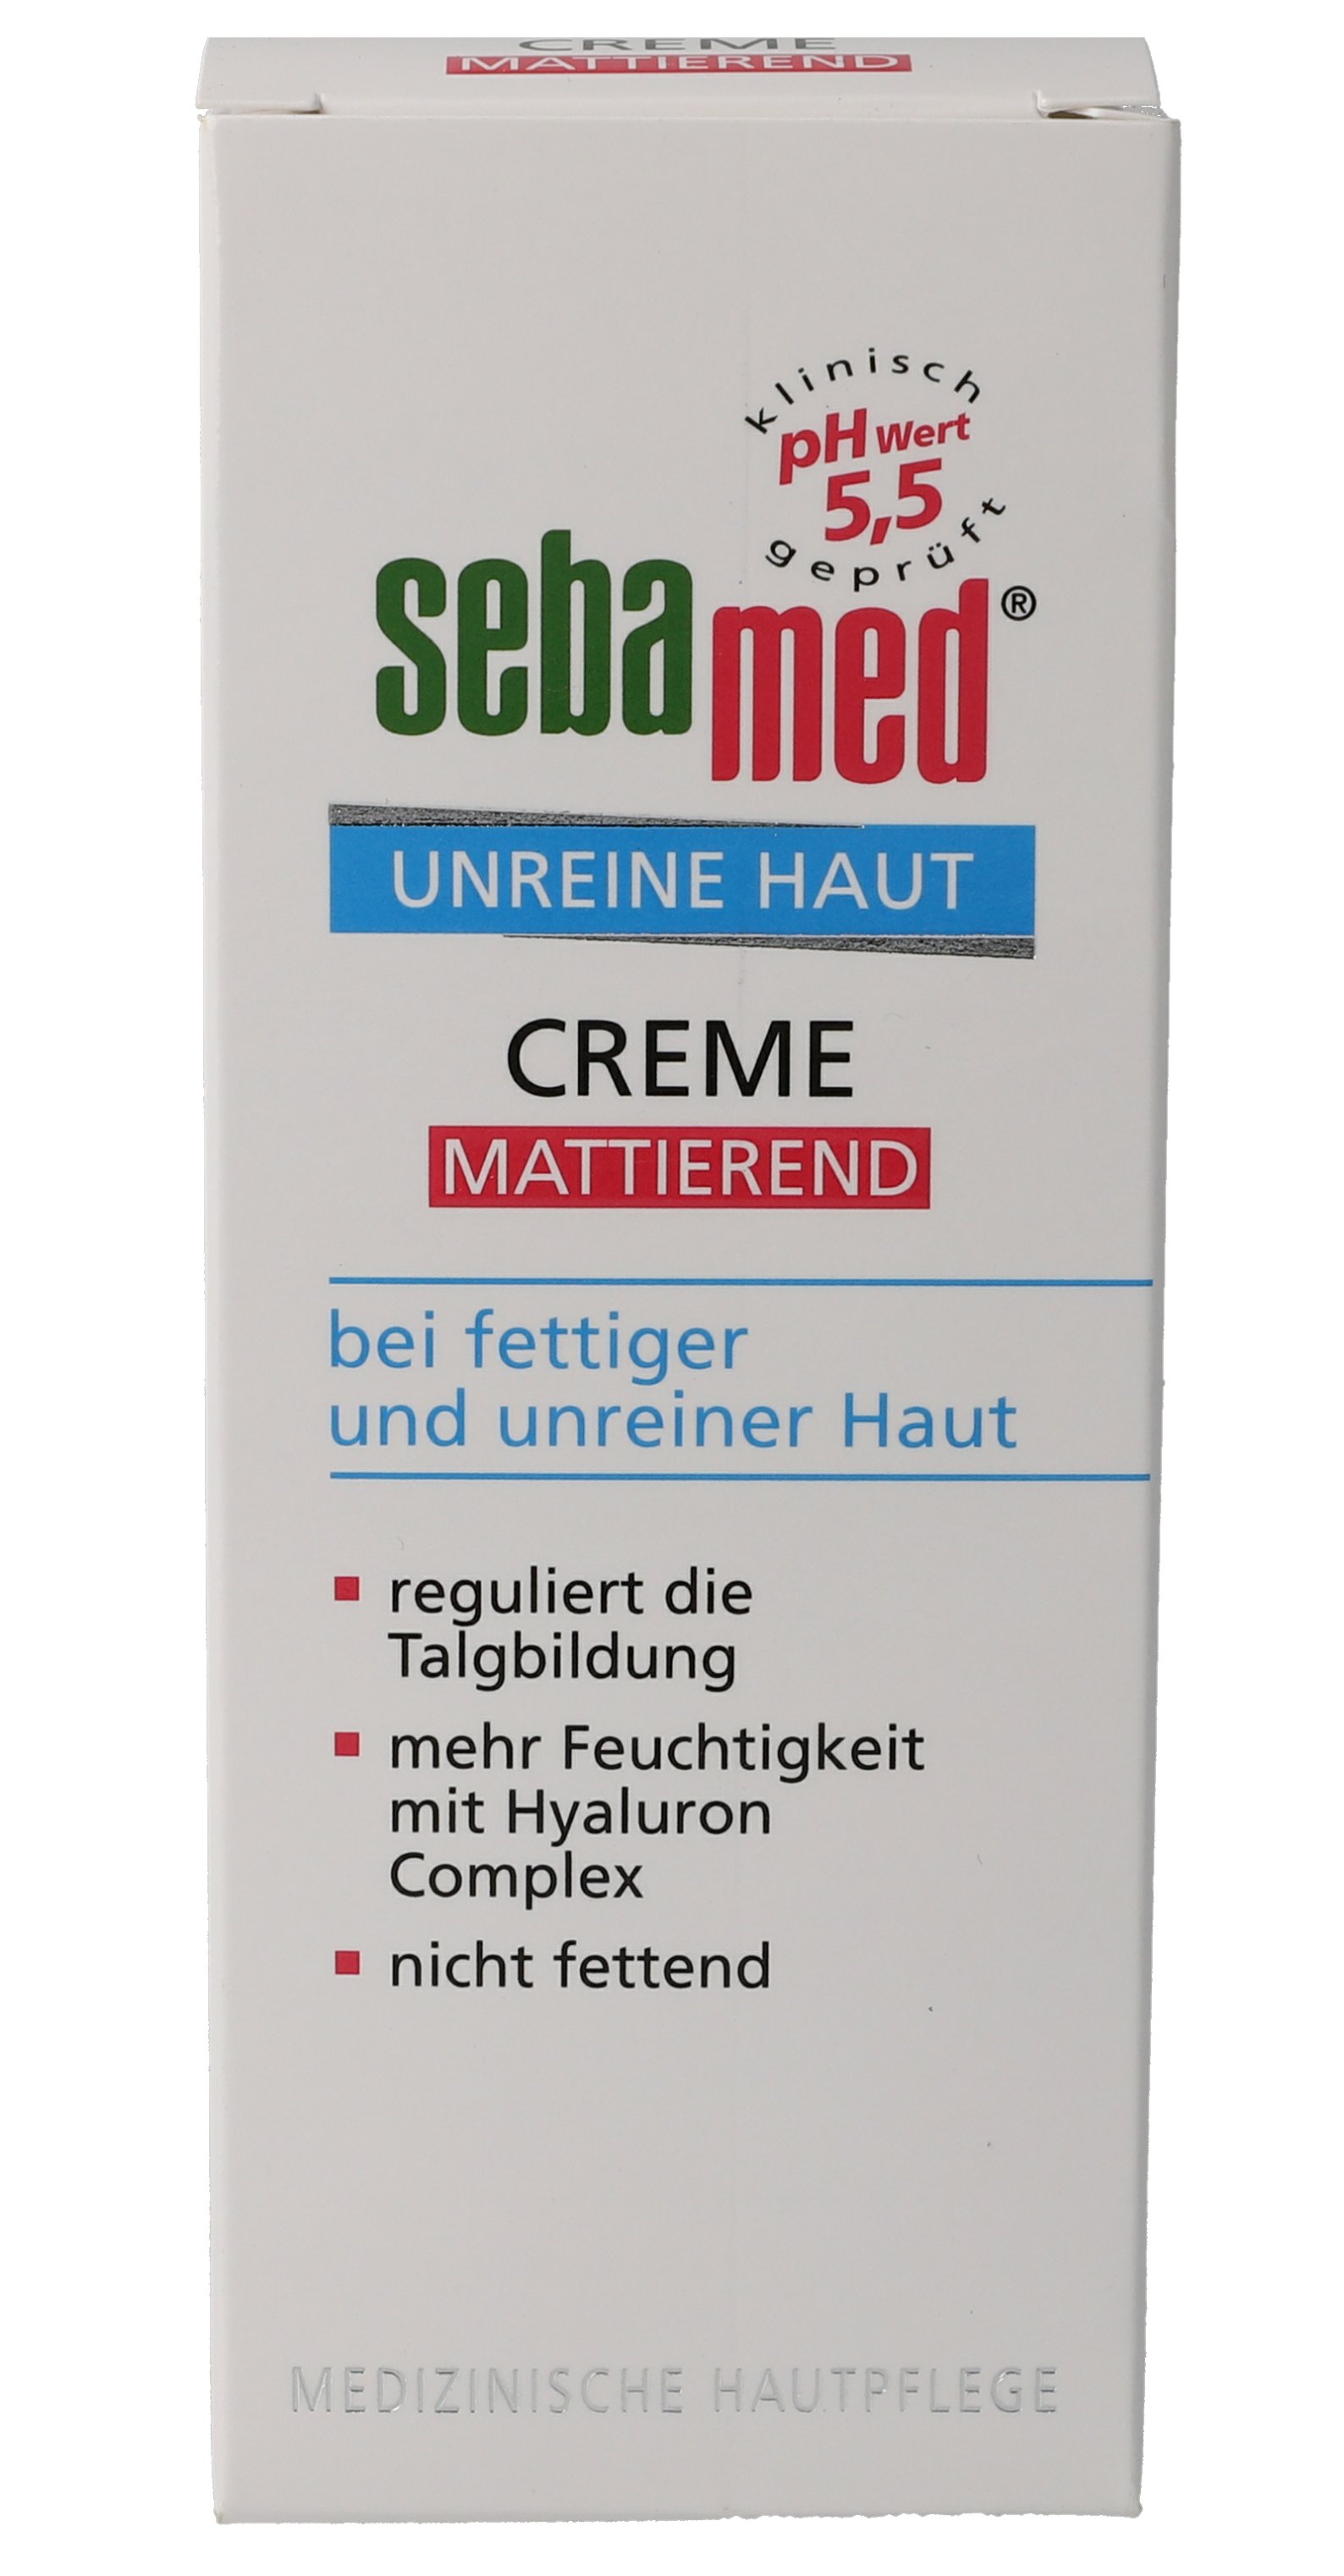 CREME
MATTIEREND
klinisch
pH Wert
5,5
geprüft
sebamed®
UNREINE HAUT
CREME
MATTIEREND
bei fettiger
und unreiner Haut
reguliert die
Talgbildung
mehr Feuchtigkeit
mit Hyaluron
Complex
nicht fettend
MEDIZINISCHE HAUTPFLEGE